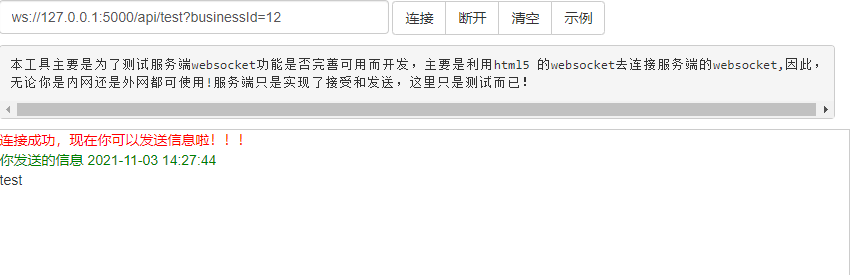 ws://127.0.0.1:5000/api/test?businessId=12 连接 断开 清空 示例
本工具主要是为了测试服务端websocket功能是否完善可用而开发，主要是利用html5 的websocket去连接服务端的websocket,因此，
无论你是内网还是外网都可使用!服务端只是实现了接受和发送，这里只是测试而已!
连接成功，现在你可以发送信息啦！！！
你发送的信息 2021-11-03 14:27:44
test